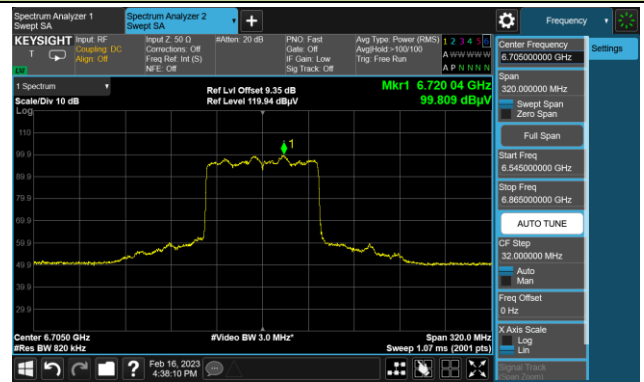 Spectrum Analyzer 1
Swept SA
Spectrum Analyzer 2
Swept SA
Frequency
KEYSIGHT
Input: RF
Coupling: DC
Align: Off
Input Z: 50 Ω
Corrections: Off
Freq Ref: Int (S)
NFE: Off
#Atten: 20 dB
PNO: Fast
Gate: Off
IF Gain: Low
Sig Track: Off
Avg Type: Power (RMS)
Avg|Hold >100/100
Trig: Free Run
1 2 3 4 5 6
A W W W W W
A P N N N N
T
LW
1 Spectrum
Scale/Div 10 dB
Log
Ref Lvl Offset 9.35 dB
Ref Level 119.94 dBµV
Mkr1 6.720 04 GHz
99.809 dBµV
1
110
99.9
89.9
79.9
69.9
59.9
49.9
39.9
29.9
Center 6.7050 GHz
#Res BW 820 kHz
#Video BW 3.0 MHz*
Span 320.0 MHz
Sweep 1.07 ms (2001 pts)
Center Frequency
6.705000000 GHz
Settings
Span
320.000000 MHz
Swept Span
Zero Span
Full Span
Start Freq
6.545000000 GHz
Stop Freq
6.865000000 GHz
AUTO TUNE
CF Step
32.000000 MHz
Auto
Man
Freq Offset
0 Hz
X Axis Scale
Log
Lin
Signal Track
(Span Zoom)
?
Feb 16, 2023
4:38:10 PM